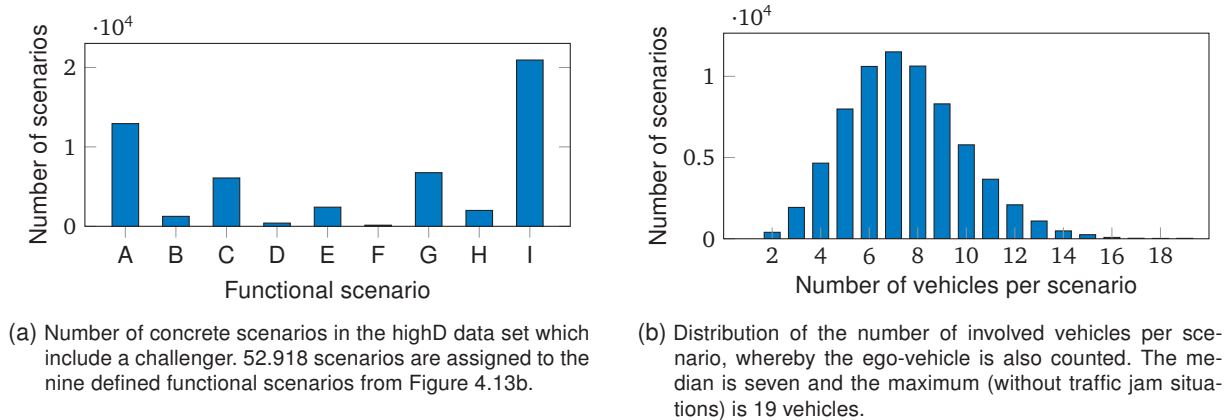 ·10⁴
Number of scenarios
2
1
0
A B C D E F G H I
Functional scenario
(a) Number of concrete scenarios in the highD data set which
include a challenger. 52.918 scenarios are assigned to the
nine defined functional scenarios from Figure 4.13b.
·10⁴
Number of scenarios
1
0.5
0
2 4 6 8 10 12 14 16 18
Number of vehicles per scenario
(b) Distribution of the number of involved vehicles per sce-
nario, whereby the ego-vehicle is also counted. The me-
dian is seven and the maximum (without traffic jam situa-
tions) is 19 vehicles.